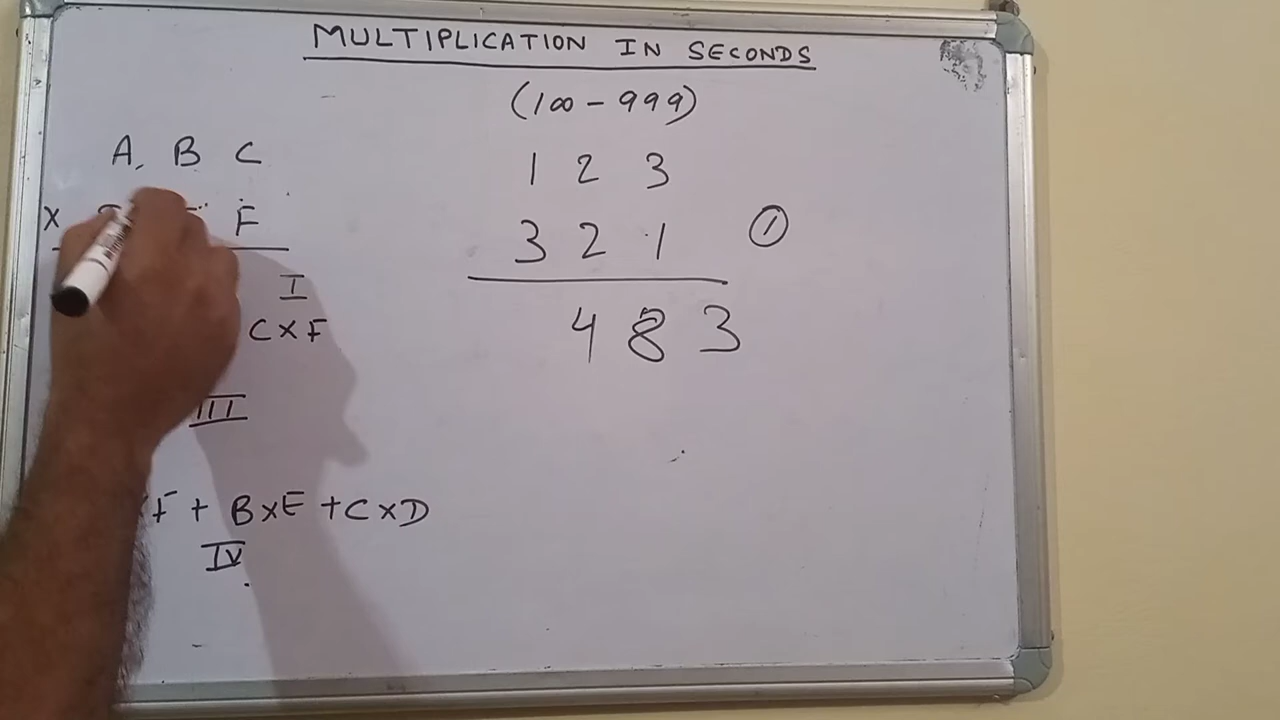 MULTIPLICATION IN SECONDS
(100 - 999)
A, B C
X F
I
C X F
III
F + B X E + C X D
IV
1 2 3
3 2 1 ①
4 8 3